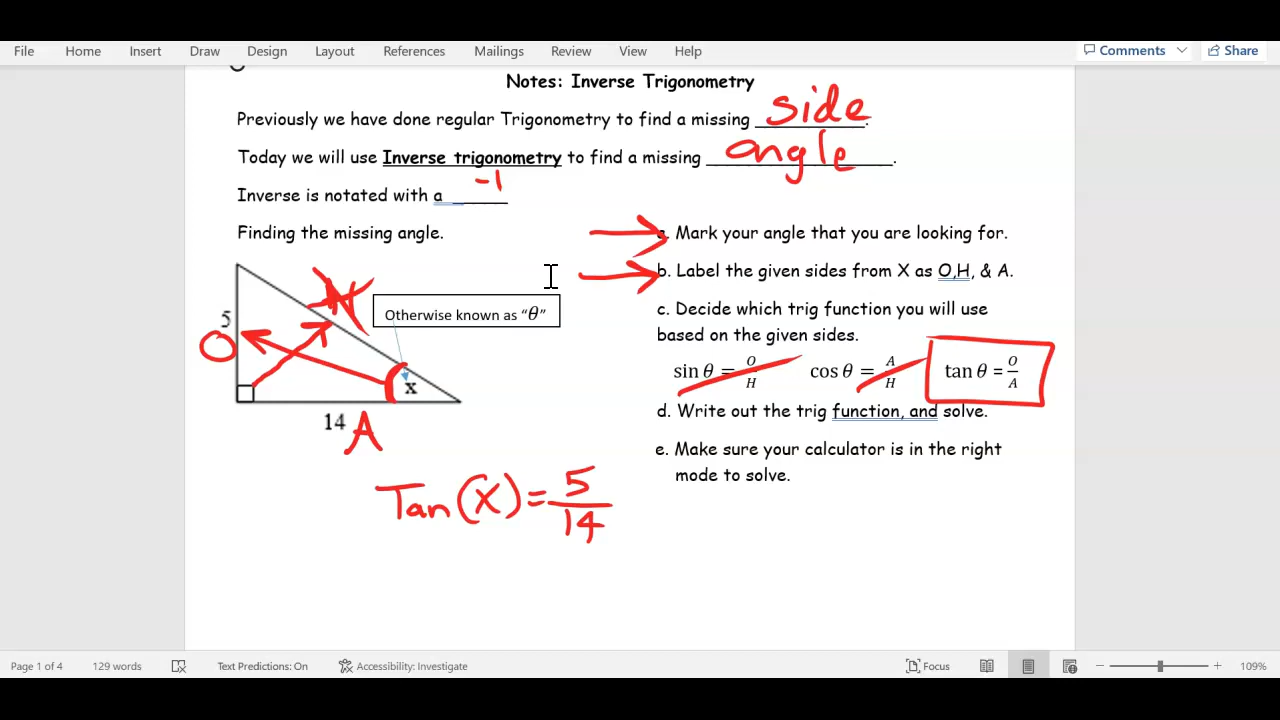 File Home Insert Draw Design Layout References Mailings Review View Help Comments Share
Notes: Inverse Trigonometry
Previously we have done regular Trigonometry to find a missing side.
Today we will use Inverse trigonometry to find a missing angle.
Inverse is notated with a -1
Finding the missing angle.
5
O
H
Otherwise known as "θ"
x
14
A
Tan(X)=5/14
a. Mark your angle that you are looking for.
b. Label the given sides from X as O,H, & A.
c. Decide which trig function you will use
based on the given sides.
sin θ = O/H cos θ = A/H tan θ = O/A
d. Write out the trig function, and solve.
e. Make sure your calculator is in the right
mode to solve.
Page 1 of 4 129 words Text Predictions: On Accessibility: Investigate Focus 109%